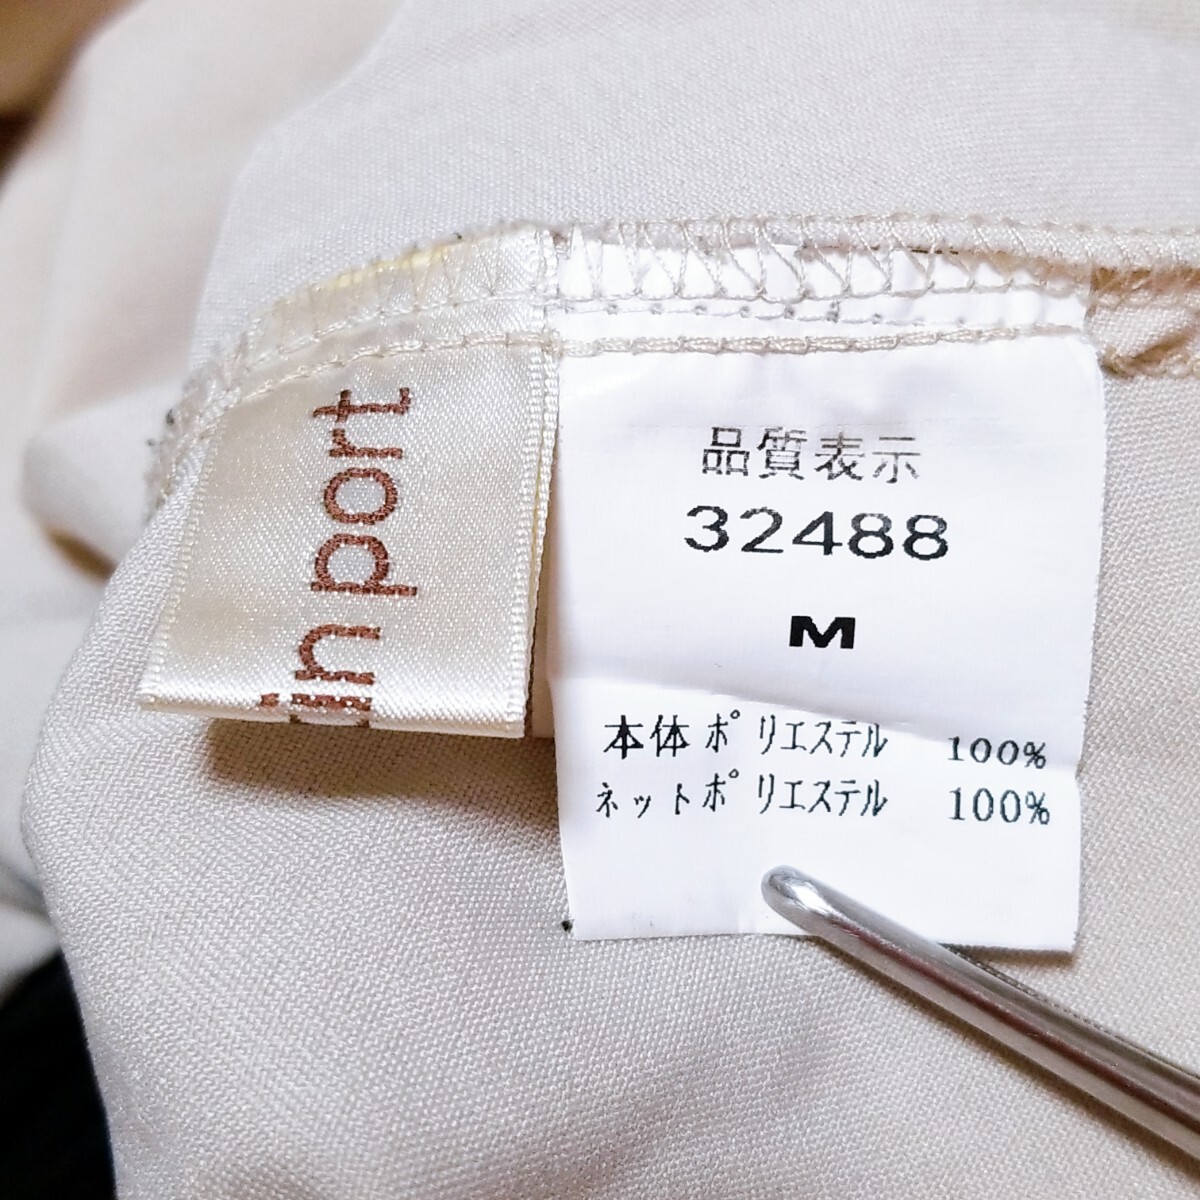 in port
品質表示
32488
M
本体ポリエステル 100%
ネットポリエステル 100%